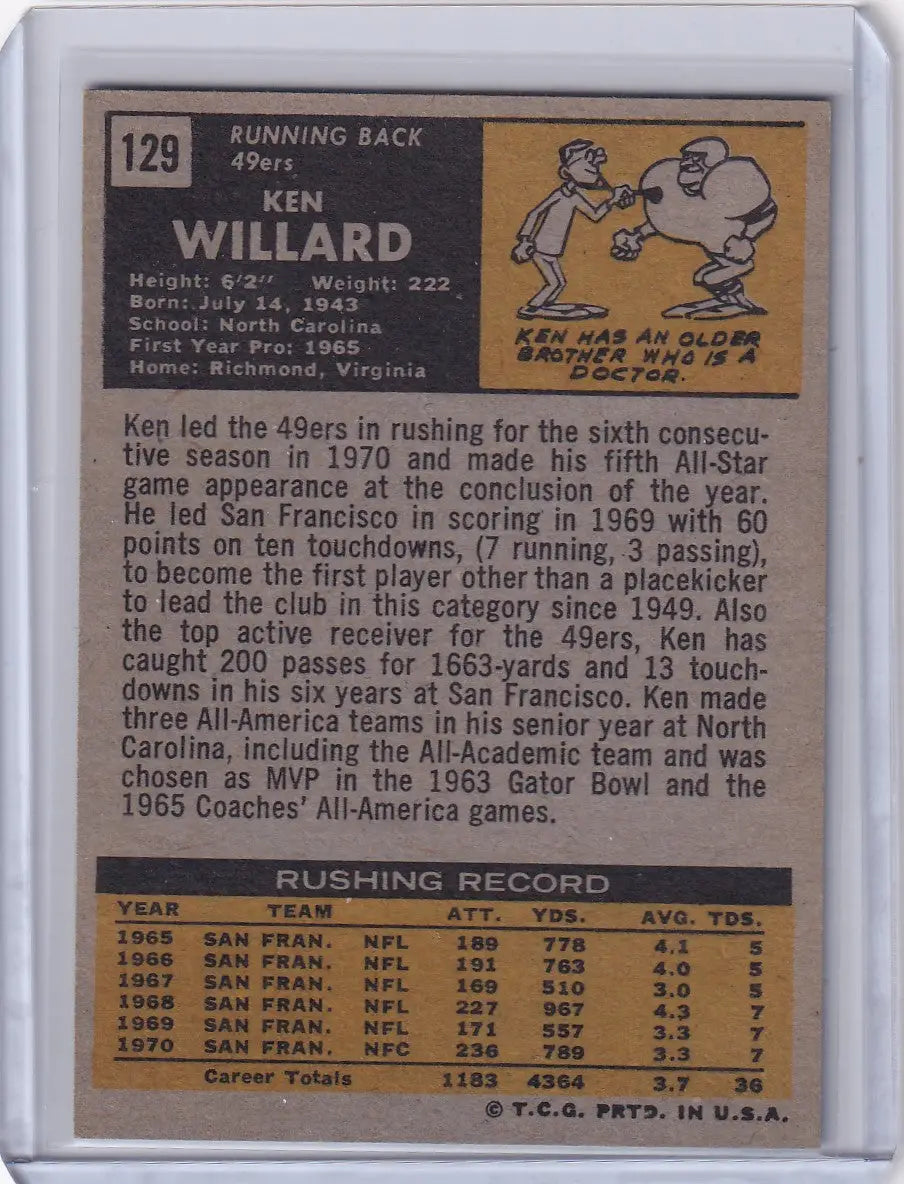 129
RUNNING BACK
49ers
KEN
WILLARD
Height: 6'2" Weight: 222
Born: July 14, 1943
School: North Carolina
First Year Pro: 1965
Home: Richmond, Virginia
KEN HAS AN OLDER
BROTHER WHO IS A
DOCTOR.
Ken led the 49ers in rushing for the sixth consecu-
tive season in 1970 and made his fifth All-Star
game appearance at the conclusion of the year.
He led San Francisco in scoring in 1969 with 60
points on ten touchdowns, (7 running, 3 passing),
to become the first player other than a placekicker
to lead the club in this category since 1949. Also
the top active receiver for the 49ers, Ken has
caught 200 passes for 1663-yards and 13 touch-
downs in his six years at San Francisco. Ken made
three All-America teams in his senior year at North
Carolina, including the All-Academic team and was
chosen as MVP in the 1963 Gator Bowl and the
1965 Coaches' All-America games.
RUSHING RECORD
YEAR TEAM ATT. YDS. AVG. TDS.
1965 SAN FRAN. NFL 189 778 4.1 5
1966 SAN FRAN. NFL 191 763 4.0 5
1967 SAN FRAN. NFL 169 510 3.0 5
1968 SAN FRAN. NFL 227 967 4.3 7
1969 SAN FRAN. NFL 171 557 3.3 7
1970 SAN FRAN. NFC 236 789 3.3 7
Career Totals 1183 4364 3.7 36
© T.C.G. PRTD. IN U.S.A.